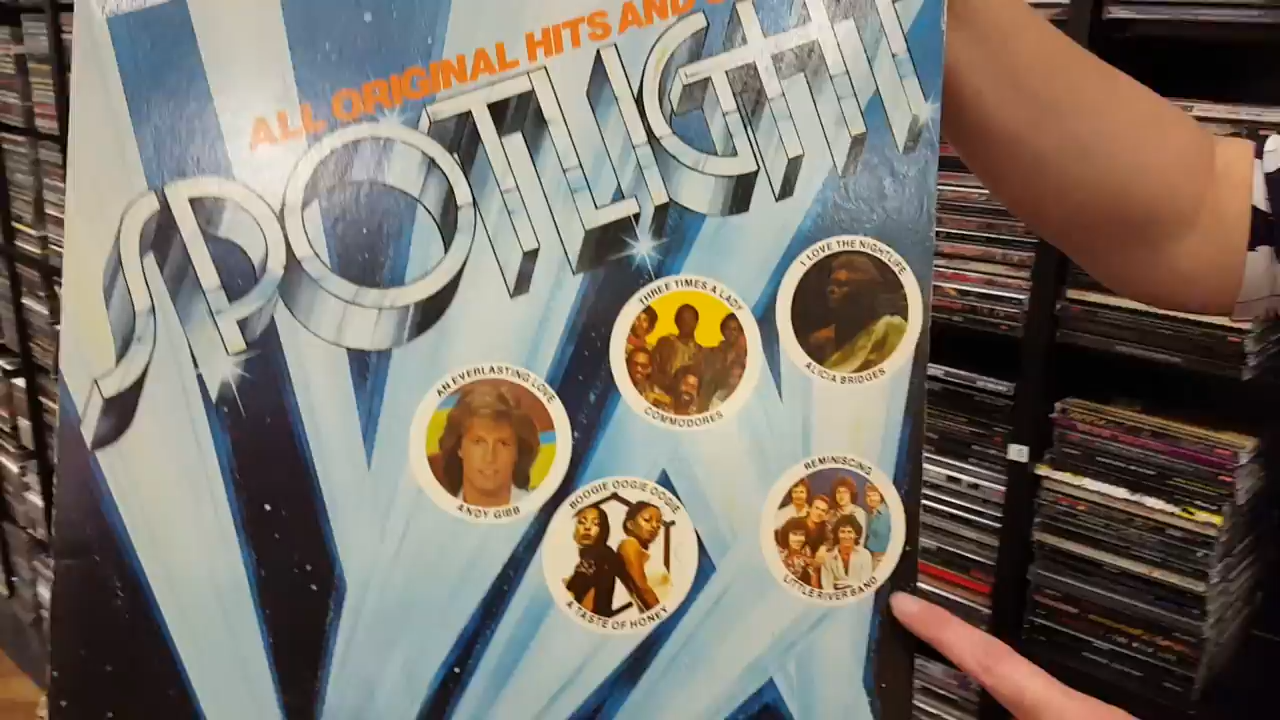 ALL ORIGINAL HITS AND
SPOTLIGHT
I LOVE THE NIGHTLIFE
ALICIA BRIDGES
THREE TIMES A LADY
COMMODORES
AN EVERLASTING LOVE
ANDY GIBB
REMINISCING
LITTLE RIVER BAND
BOOGIE OOGIE OOGIE
A TASTE OF HONEY